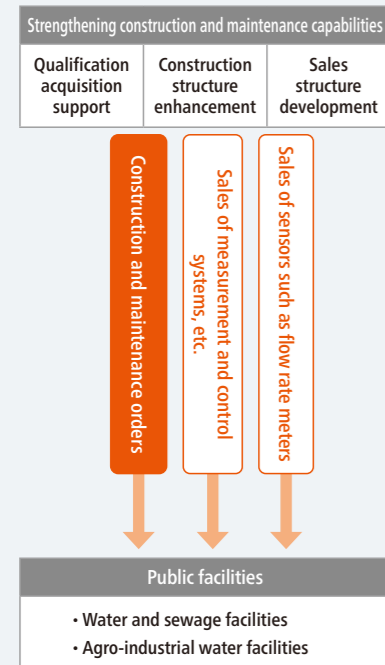 Strengthening construction and maintenance capabilities
Qualification
acquisition
support
Construction
structure
enhancement
Sales
structure
development
Construction and maintenance orders
Sales of measurement and control
systems, etc.
Sales of sensors such as flow rate meters
Public facilities
・Water and sewage facilities
・Agro-industrial water facilities